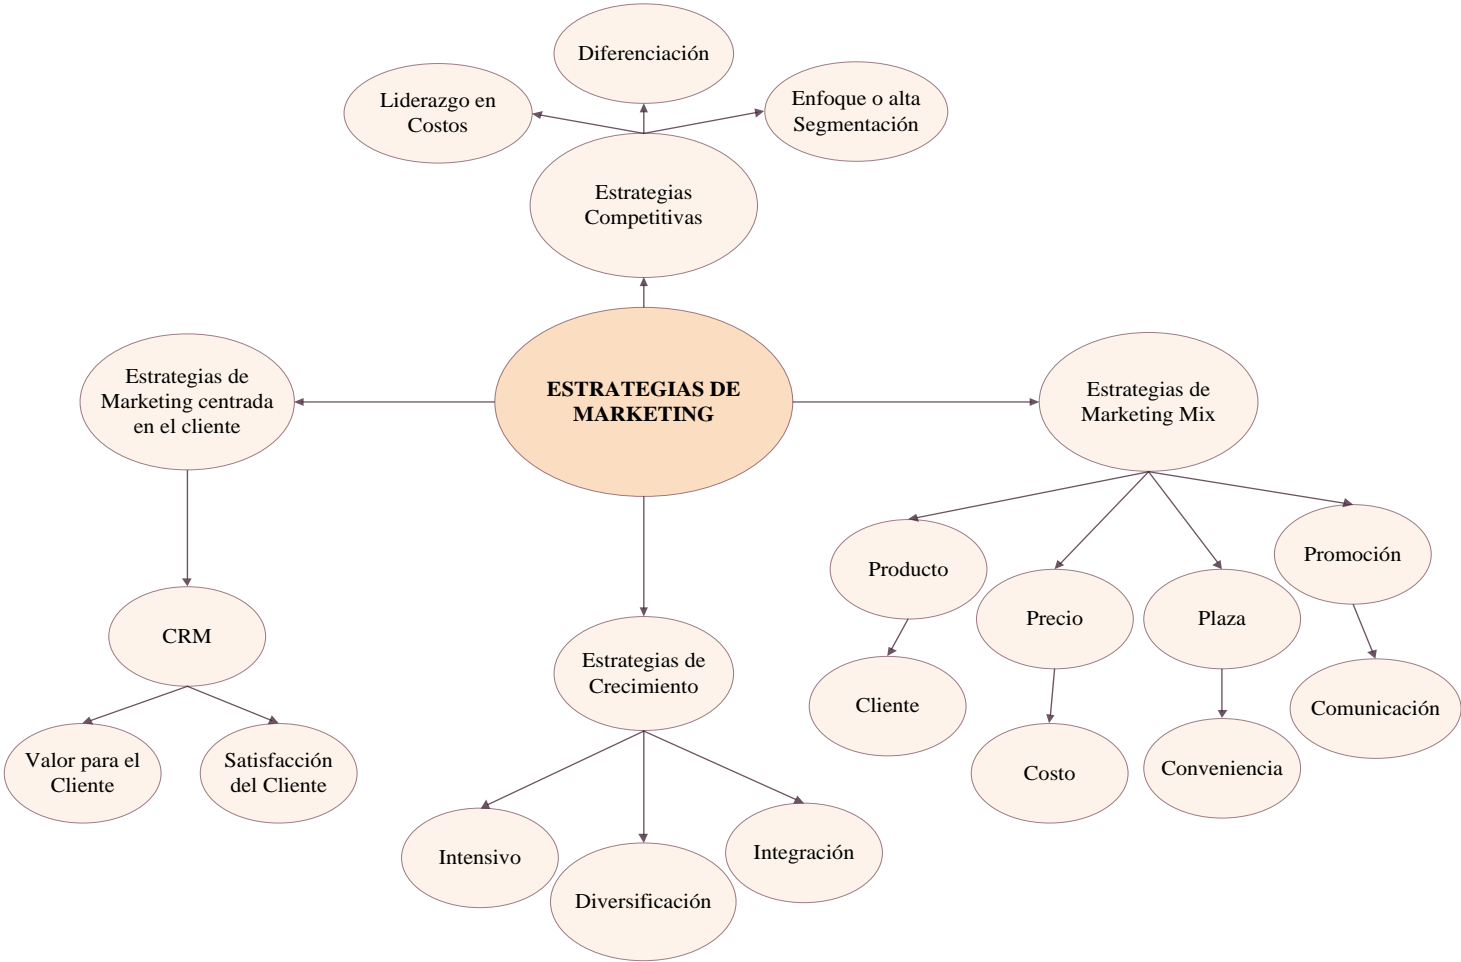 Diferenciación
Liderazgo en
Costos
Enfoque o alta
Segmentación
Estrategias
Competitivas
ESTRATEGIAS DE
MARKETING
Estrategias de
Marketing centrada
en el cliente
Estrategias de
Marketing Mix
CRM
Valor para el
Cliente
Satisfacción
del Cliente
Estrategias de
Crecimiento
Intensivo
Diversificación
Integración
Producto
Precio
Plaza
Promoción
Cliente
Costo
Conveniencia
Comunicación